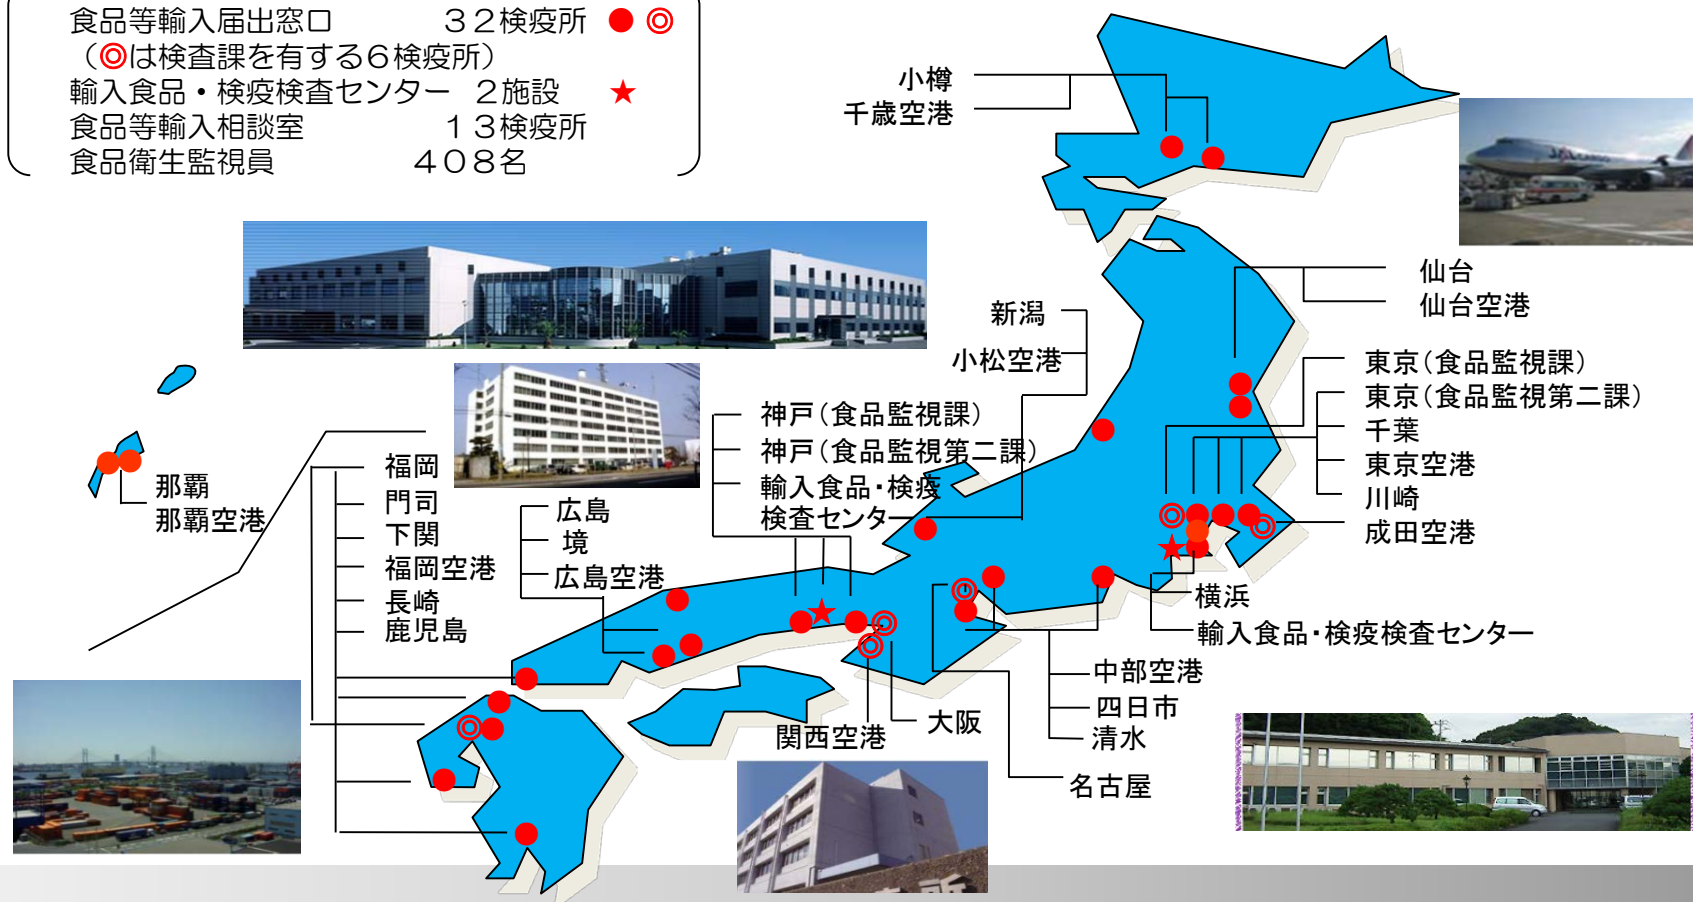 食品等輸入届出窓口 32検疫所 ● ◎
（◎は検査課を有する6検疫所）
輸入食品・検疫検査センター 2施設 ★
食品等輸入相談室 13検疫所
食品衛生監視員 408名
小樽
千歳空港
仙台
仙台空港
新潟
小松空港
東京（食品監視課）
東京（食品監視第二課）
千葉
東京空港
川崎
成田空港
横浜
輸入食品・検疫検査センター
神戸（食品監視課）
神戸（食品監視第二課）
輸入食品・検疫
検査センター
広島
境
広島空港
福岡
門司
下関
福岡空港
長崎
鹿児島
那覇
那覇空港
中部空港
四日市
清水
名古屋
大阪
関西空港